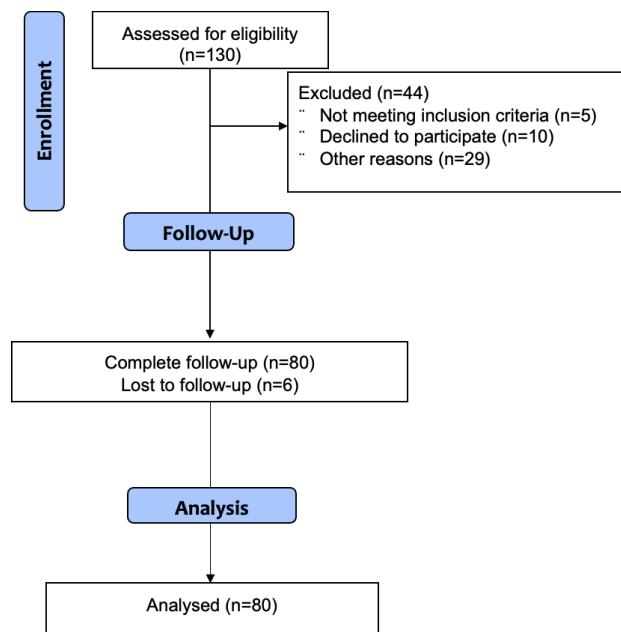 Enrollment
Assessed for eligibility
(n=130)
Excluded (n=44)
¨ Not meeting inclusion criteria (n=5)
¨ Declined to participate (n=10)
¨ Other reasons (n=29)
Follow-Up
Complete follow-up (n=80)
Lost to follow-up (n=6)
Analysis
Analysed (n=80)